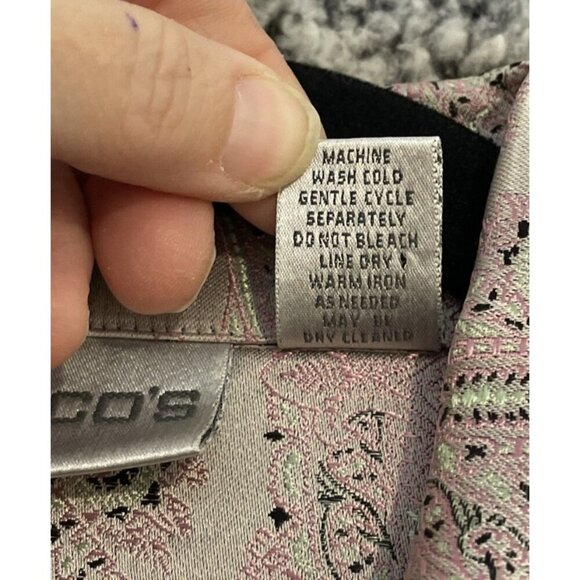 MACHINE
WASH COLD
GENTLE CYCLE
SEPARATELY
DO NOT BLEACH
LINE DRY
WARM IRON
AS NEEDED
MAY BE
DRY CLEANED
CO'S